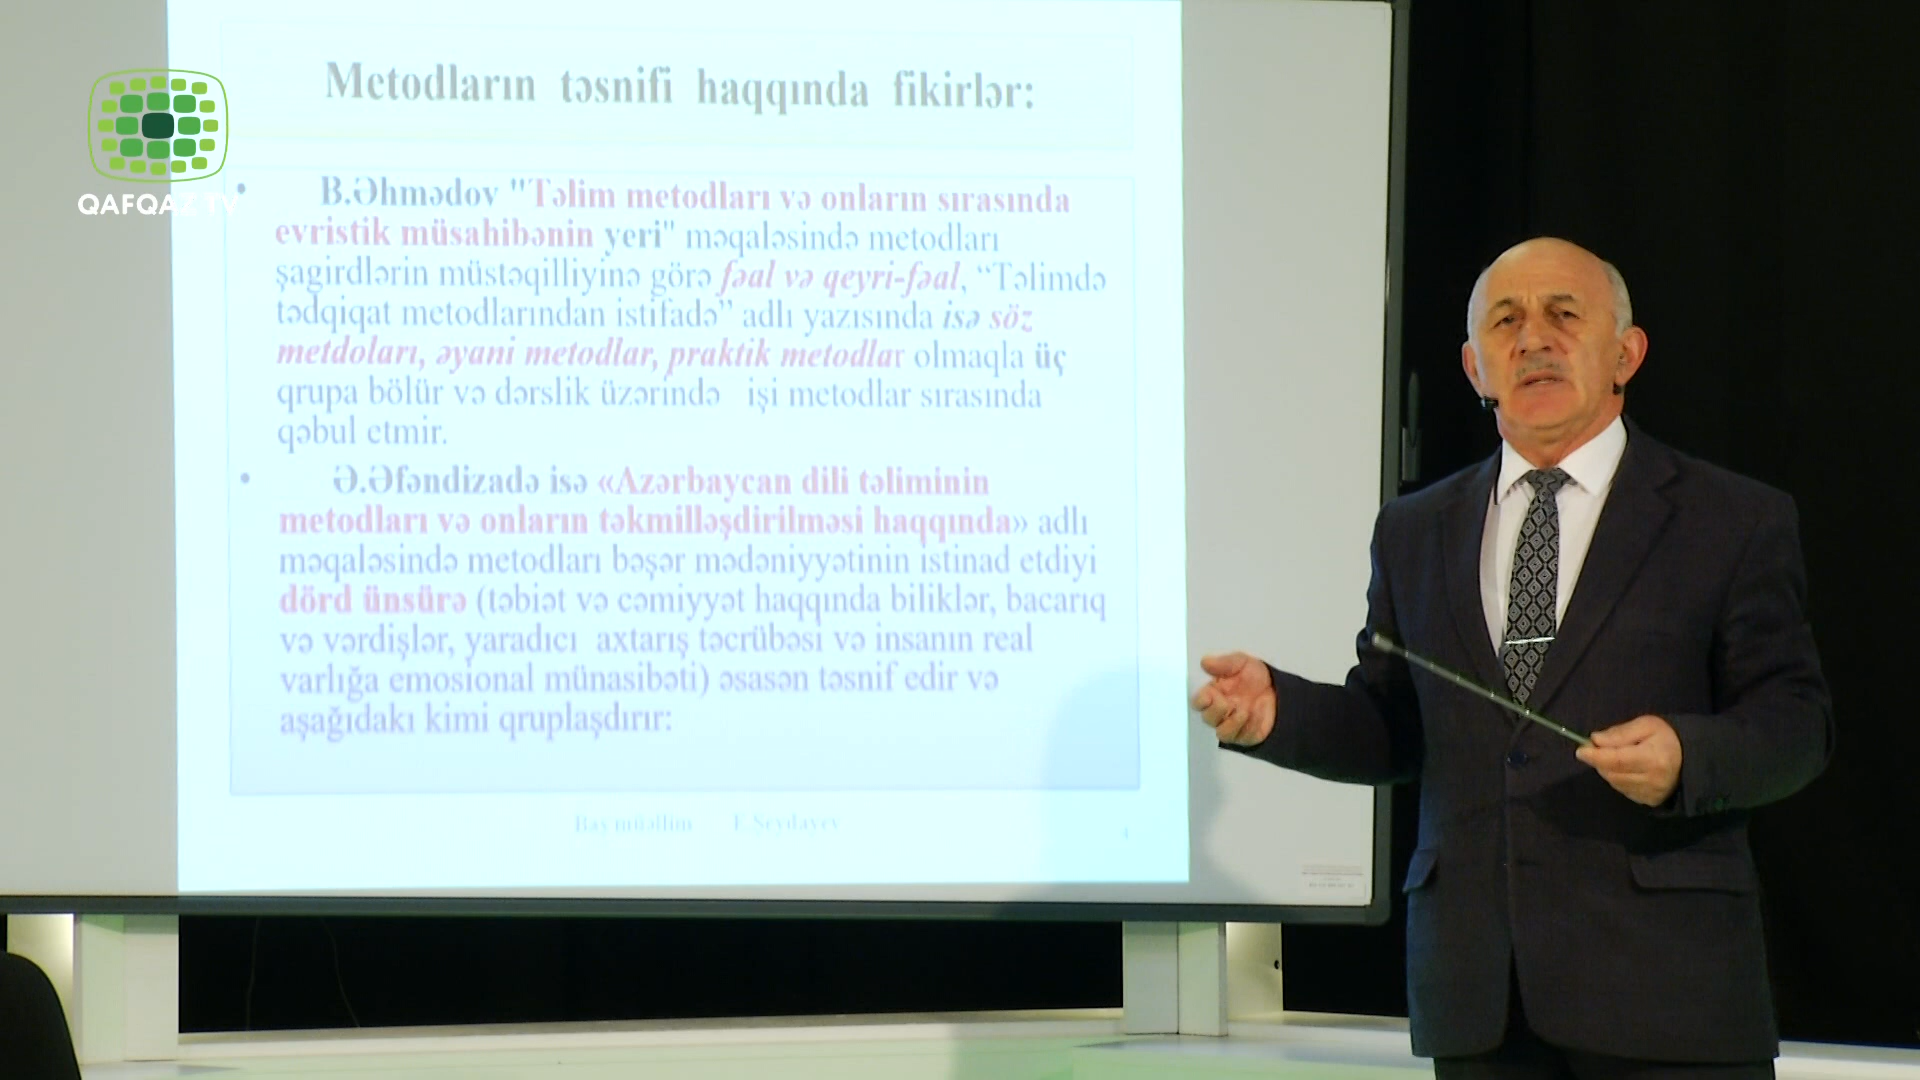 QAFQAZ TV
Metodların təsnifi haqqında fikirlər:
• B.Əhmədov "Təlim metodları və onların sırasında
evristik müsahibənin yeri" məqaləsində metodları
şagirdlərin müstəqilliyinə görə fəal və qeyri-fəal, “Təlimdə
tədqiqat metodlarından istifadə” adlı yazısında isə söz
metdoları, əyani metodlar, praktik metodlar olmaqla üç
qrupa bölür və dərslik üzərində işi metodlar sırasında
qəbul etmir.
• Ə.Əfəndizadə isə «Azərbaycan dili təliminin
metodları və onların təkmilləşdirilməsi haqqında» adlı
məqaləsində metodları bəşər mədəniyyətinin istinad etdiyi
dörd ünsürə (təbiət və cəmiyyət haqqında biliklər, bacarıq
və vərdişlər, yaradıcı axtarış təcrübəsi və insanın real
varlığa emosional münasibəti) əsasən təsnif edir və
aşağıdakı kimi qruplaşdırır:
Baş müəllim
4